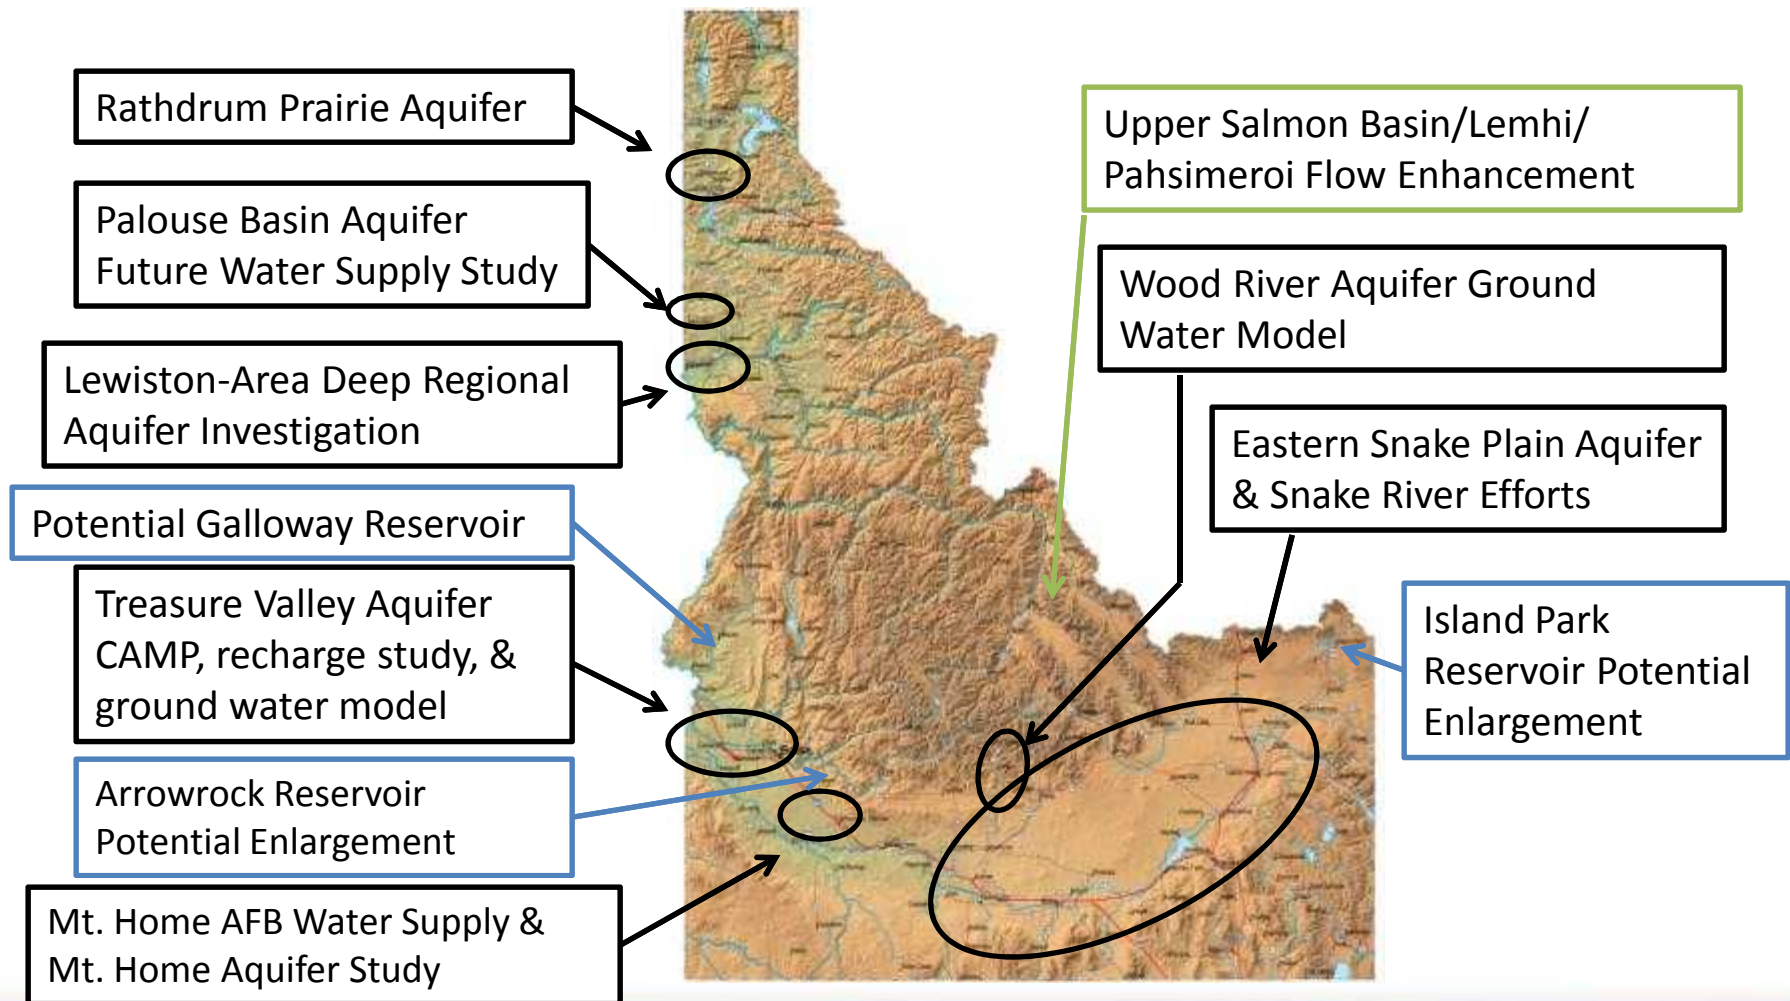 Rathdrum Prairie Aquifer
Palouse Basin Aquifer
Future Water Supply Study
Lewiston-Area Deep Regional
Aquifer Investigation
Potential Galloway Reservoir
Treasure Valley Aquifer
CAMP, recharge study, &
ground water model
Arrowrock Reservoir
Potential Enlargement
Mt. Home AFB Water Supply &
Mt. Home Aquifer Study
Upper Salmon Basin/Lemhi/
Pahsimeroi Flow Enhancement
Wood River Aquifer Ground
Water Model
Eastern Snake Plain Aquifer
& Snake River Efforts
Island Park
Reservoir Potential
Enlargement